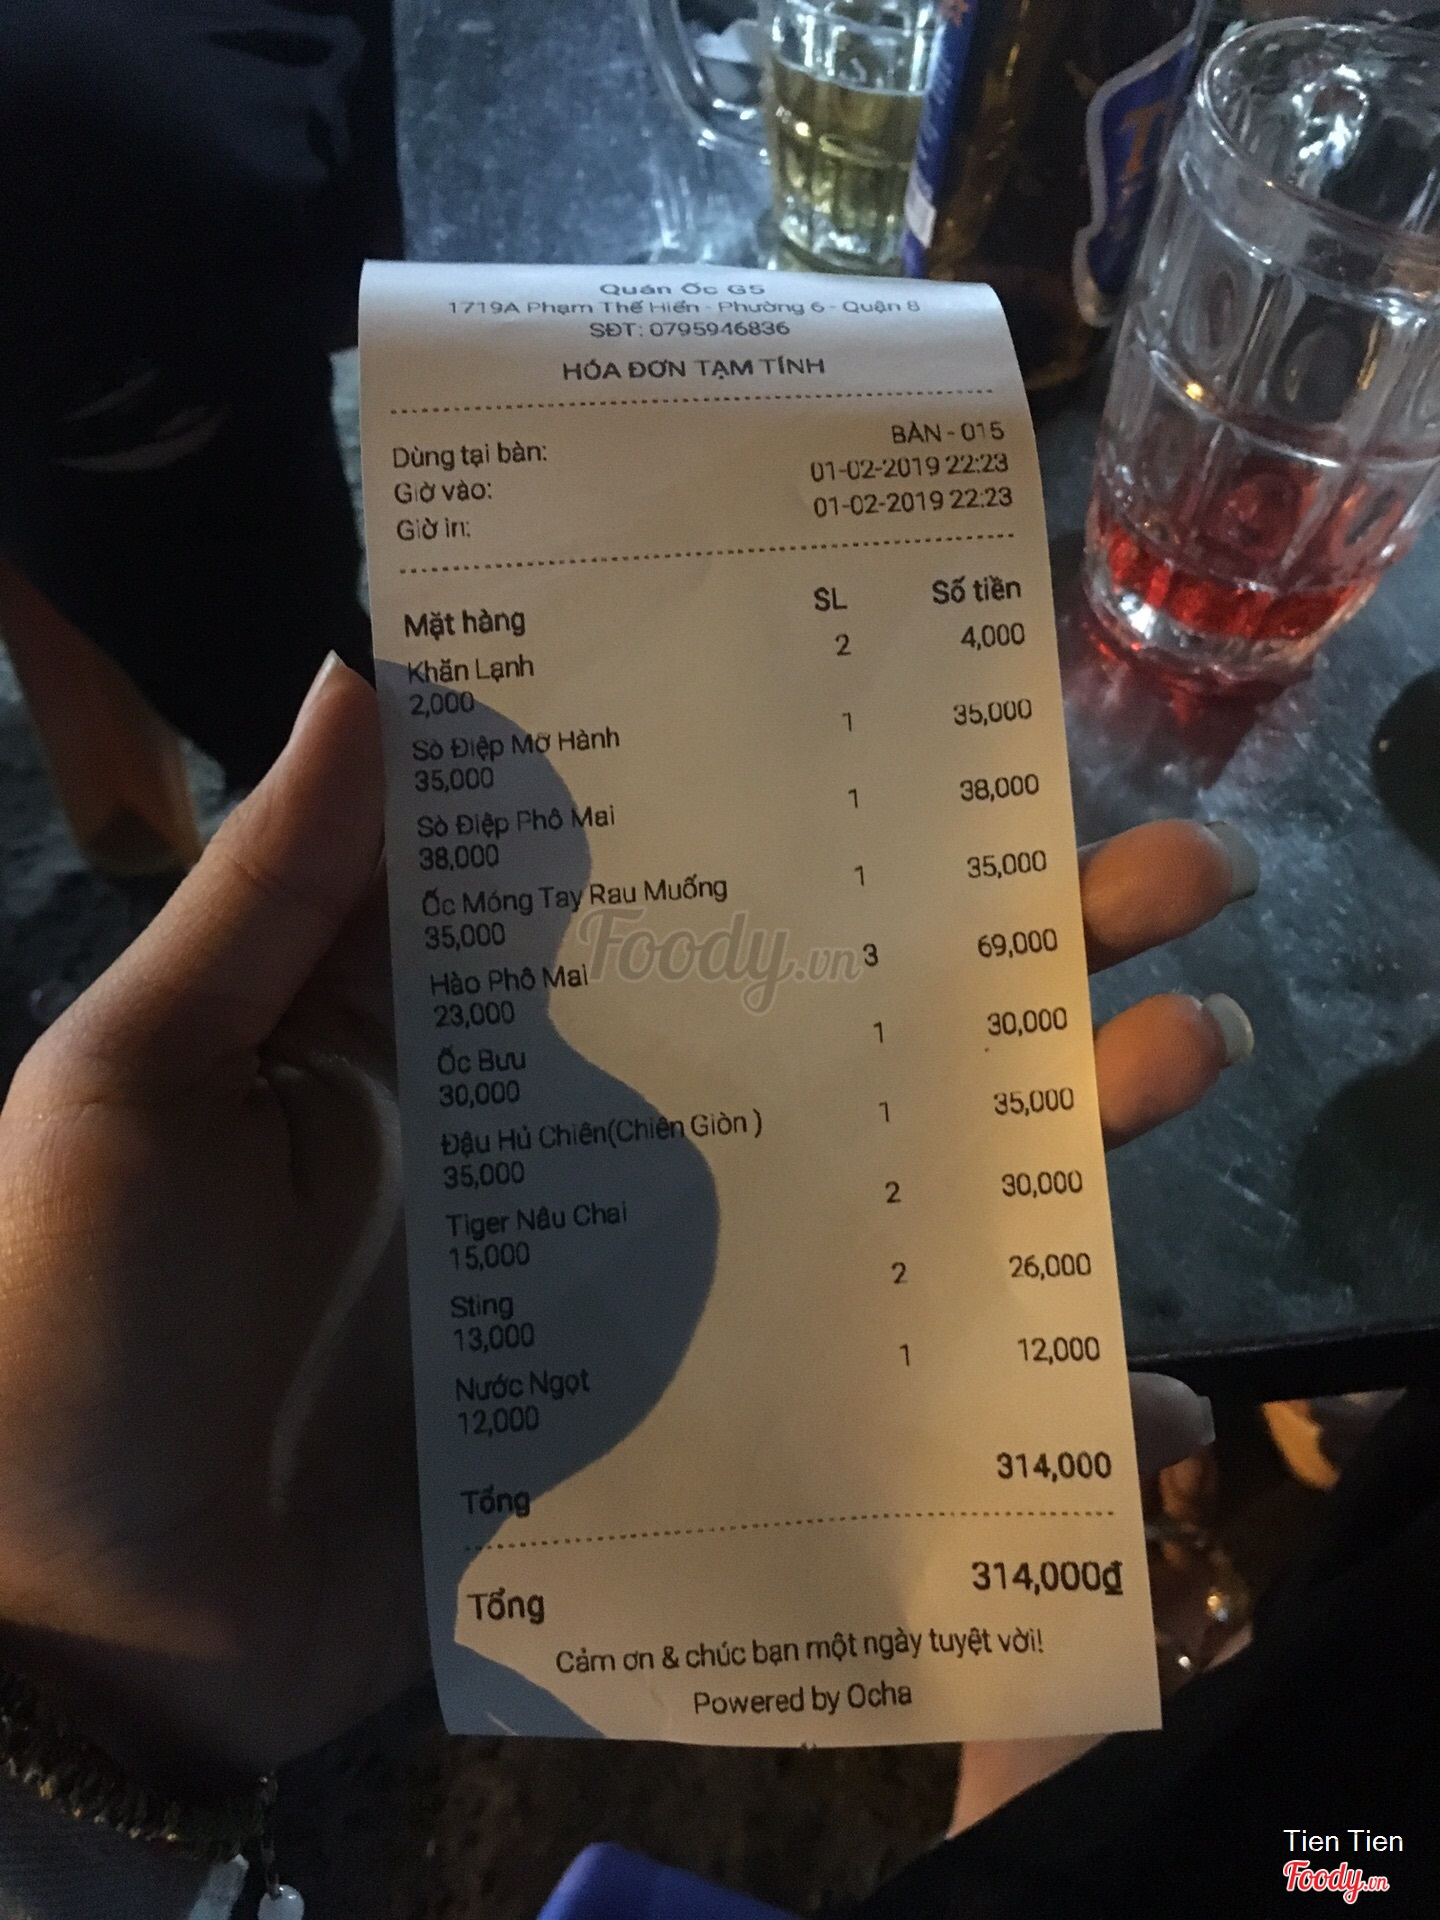 Quán Ốc G5
1719A Phạm Thế Hiển - Phường 6 - Quận 8
SĐT: 0795946836
HÓA ĐƠN TẠM TÍNH
Dùng tại bàn: BÀN - 015
Giờ vào: 01-02-2019 22:23
Giờ in: 01-02-2019 22:23
Mặt hàng SL Số tiền
Khăn Lạnh 2 4,000
2,000
Sò Điệp Mỡ Hành 1 35,000
35,000
Sò Điệp Phô Mai 1 38,000
38,000
Ốc Móng Tay Rau Muống 1 35,000
35,000
Hào Phô Mai 3 69,000
23,000
Ốc Bưu 1 30,000
30,000
Đậu Hủ Chiên(Chiên Giòn ) 1 35,000
35,000
Tiger Nâu Chai 2 30,000
15,000
Sting 2 26,000
13,000
Nước Ngọt 1 12,000
12,000
Tổng 314,000
Tổng 314,000₫
Cảm ơn & chúc bạn một ngày tuyệt vời!
Powered by Ocha
Foody.vn
Tien Tien
Foody.vn